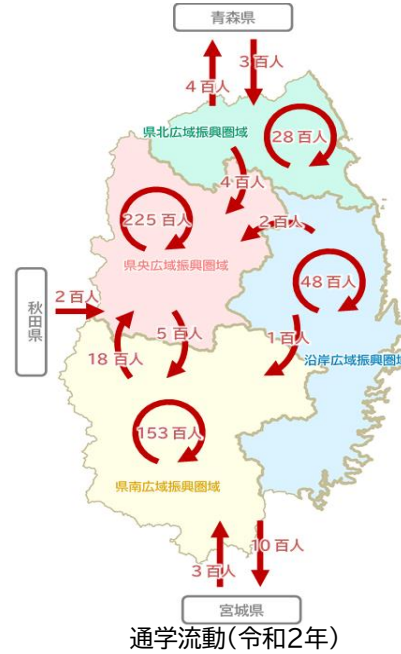 青森県
3百人
4百人
県北広域振興圏域
28百人
4百人
225百人
2百人
県央広域振興圏域
48百人
秋田県
2百人
5百人
1百人
18百人
沿岸広域振興圏域
153百人
県南広域振興圏域
10百人
3百人
宮城県
通学流動(令和2年)